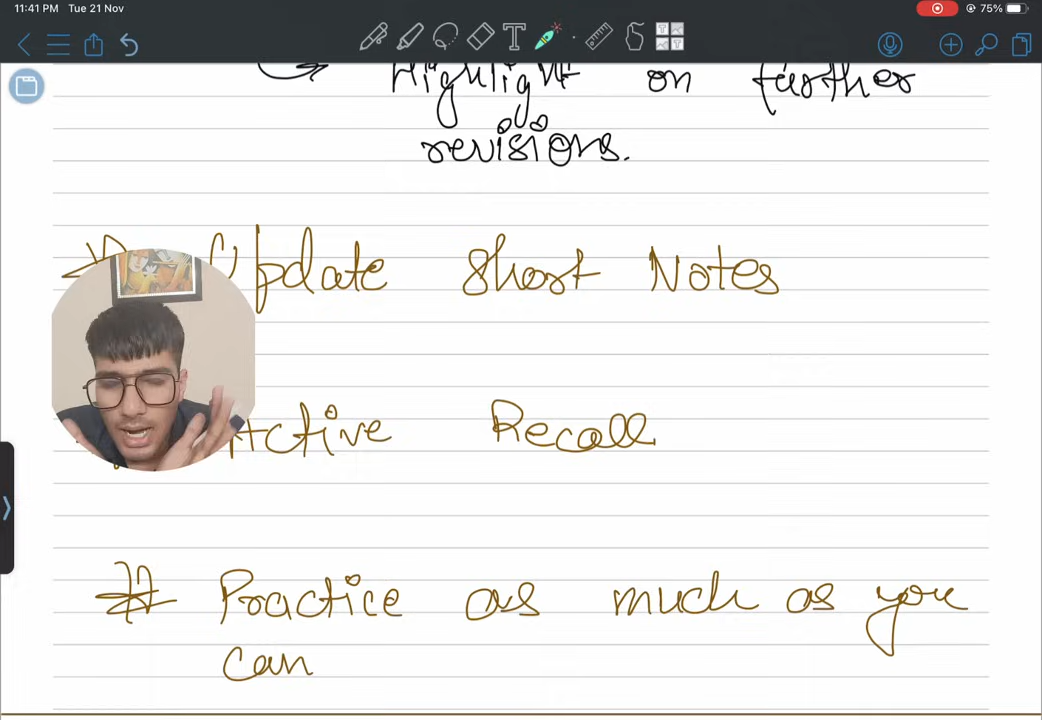 11:41 PM Tue 21 Nov
75%
T
Highlight on further
revisions.
# Update Short Notes
Active Recall
# Practice as much as you
can